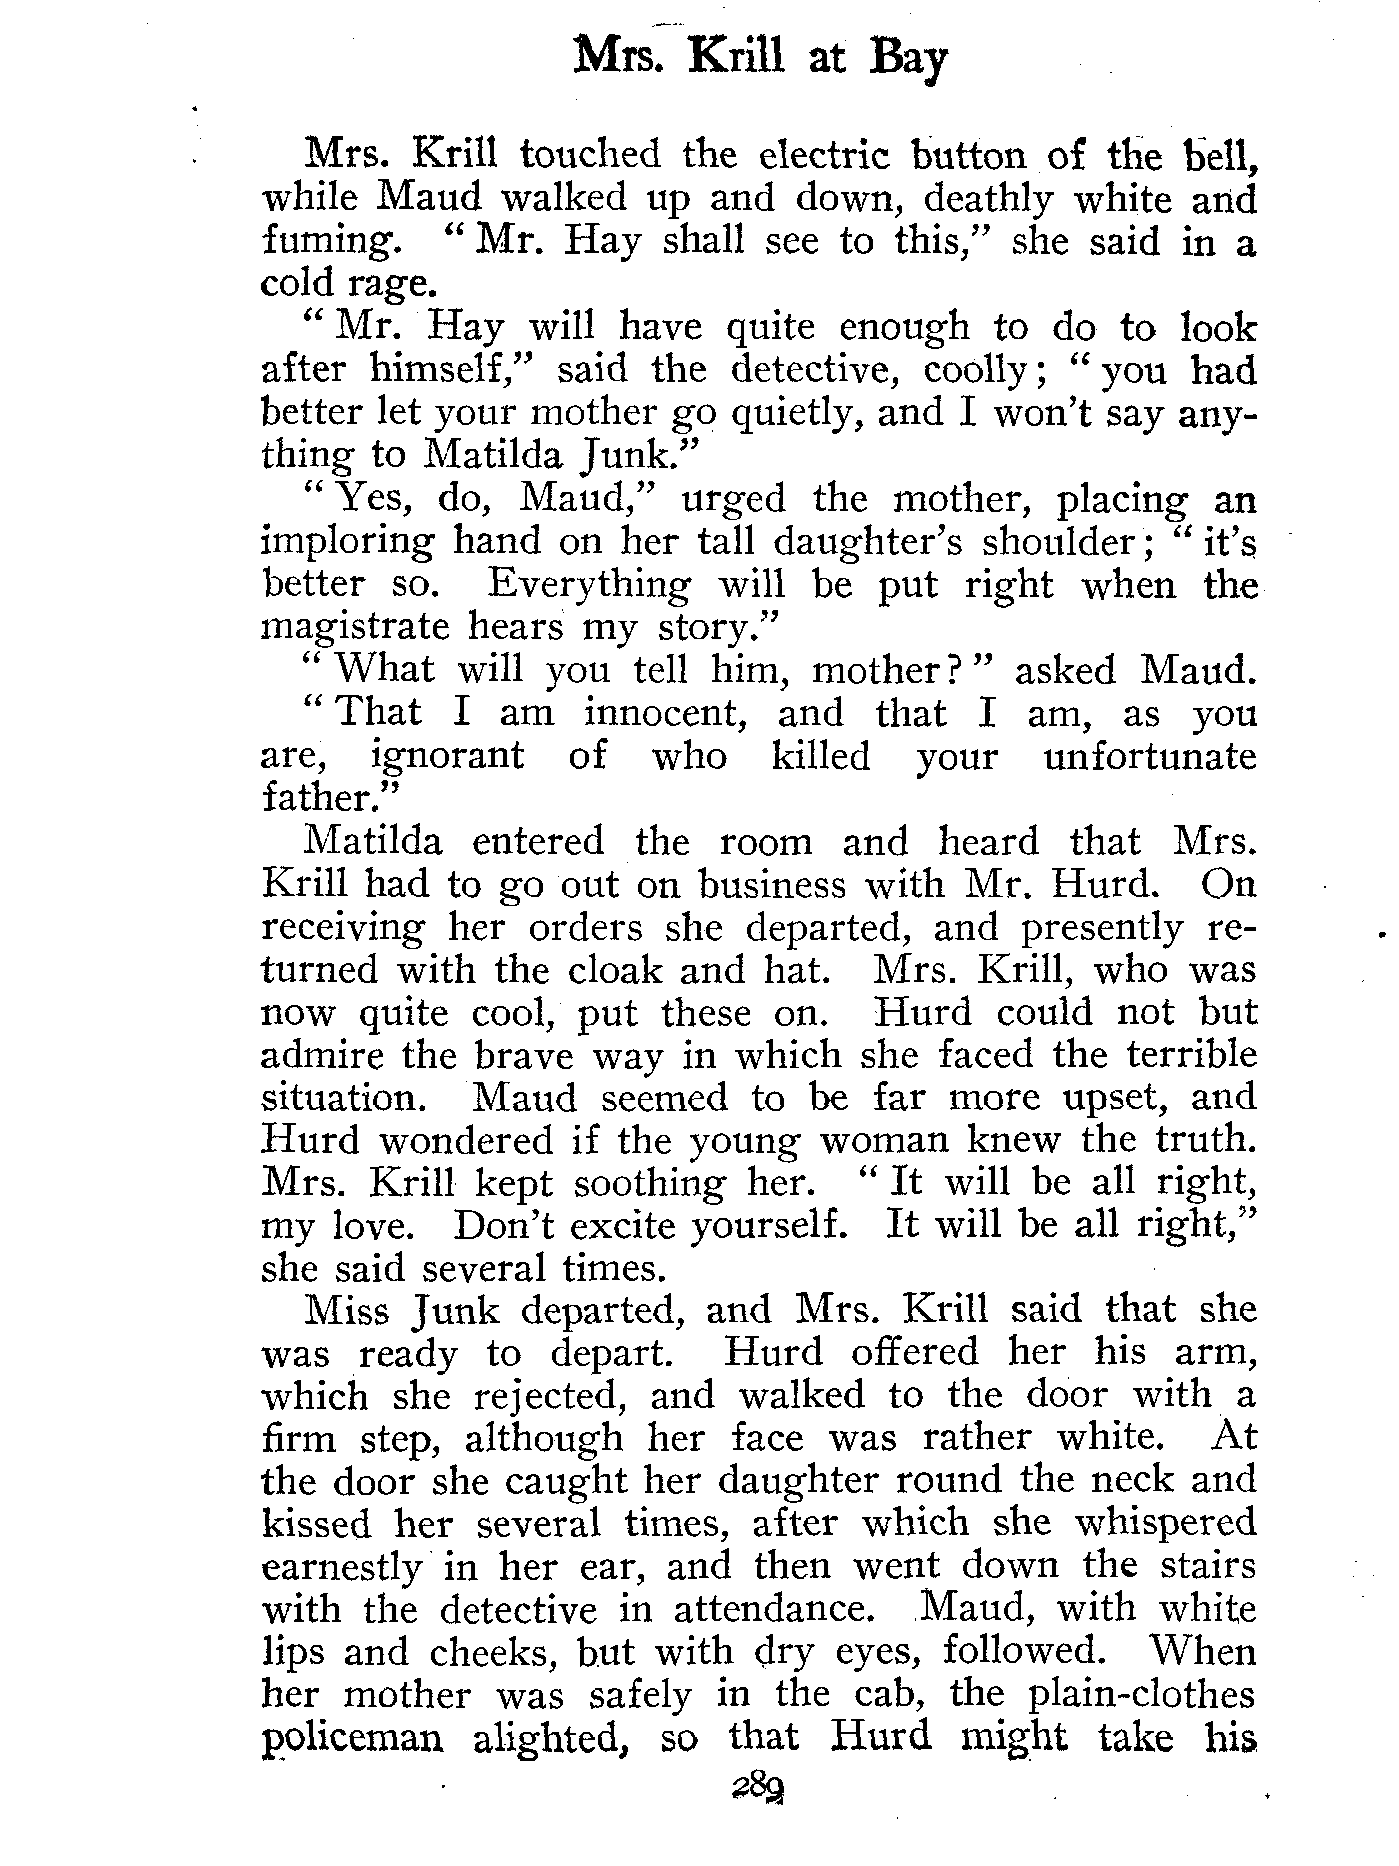 Mrs. Krill at Bay
Mrs. Krill touched the electric button of the bell,
while Maud walked up and down, deathly white and
fuming. “ Mr. Hay shall see to this,” she said in a
cold rage.
“ Mr. Hay will have quite enough to do to look
after himself,” said the detective, coolly ; “ you had
better let your mother go quietly, and I won’t say any-
thing to Matilda Junk.”
“ Yes, do, Maud,” urged the mother, placing an
imploring hand on her tall daughter’s shoulder ; “ it’s
better so. Everything will be put right when the
magistrate hears my story.”
“ What will you tell him, mother ? ” asked Maud.
“ That I am innocent, and that I am, as you
are, ignorant of who killed your unfortunate
father.”
Matilda entered the room and heard that Mrs.
Krill had to go out on business with Mr. Hurd. On
receiving her orders she departed, and presently re-
turned with the cloak and hat. Mrs. Krill, who was
now quite cool, put these on. Hurd could not but
admire the brave way in which she faced the terrible
situation. Maud seemed to be far more upset, and
Hurd wondered if the young woman knew the truth.
Mrs. Krill kept soothing her. “ It will be all right,
my love. Don’t excite yourself. It will be all right,”
she said several times.
Miss Junk departed, and Mrs. Krill said that she
was ready to depart. Hurd offered her his arm,
which she rejected, and walked to the door with a
firm step, although her face was rather white. At
the door she caught her daughter round the neck and
kissed her several times, after which she whispered
earnestly in her ear, and then went down the stairs
with the detective in attendance. Maud, with white
lips and cheeks, but with dry eyes, followed. When
her mother was safely in the cab, the plain-clothes
policeman alighted, so that Hurd might take his
289